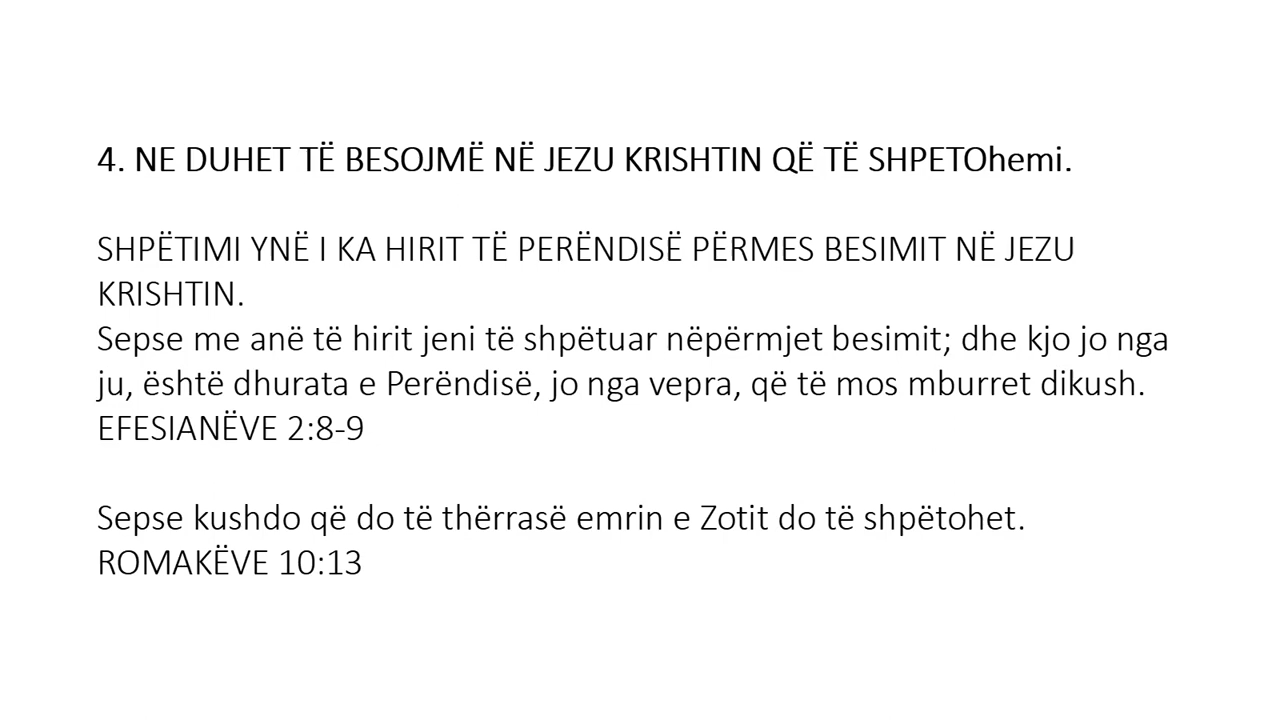 4. NE DUHET TË BESOJMË NË JEZU KRISHTIN QË TË SHPETOhemi.
SHPËTIMI YNË I KA HIRIT TË PERËNDISË PËRMES BESIMIT NË JEZU
KRISHTIN.
Sepse me anë të hirit jeni të shpëtuar nëpërmjet besimit; dhe kjo jo nga
ju, është dhurata e Perëndisë, jo nga vepra, që të mos mburret dikush.
EFESIANËVE 2:8-9
Sepse kushdo që do të thërrasë emrin e Zotit do të shpëtohet.
ROMAKËVE 10:13